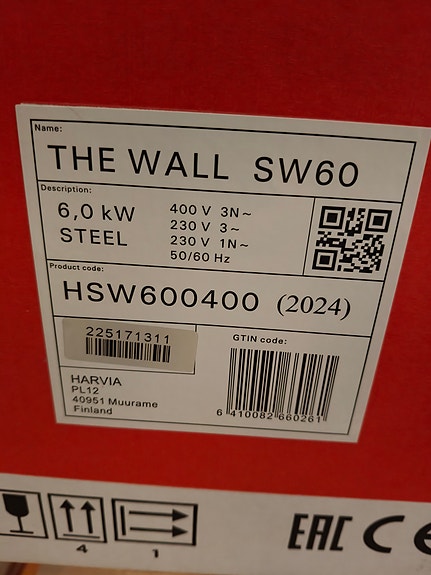 Name:
THE WALL SW60
Description:
6,0 kW
STEEL
400 V 3N~
230 V 3~
230 V 1N~
50/60 Hz
Product code:
HSW600400 (2024)
225171311
HARVIA
PL12
40951 Muurame
Finland
GTIN code:
6 410082 660261
4
1
EAC CE